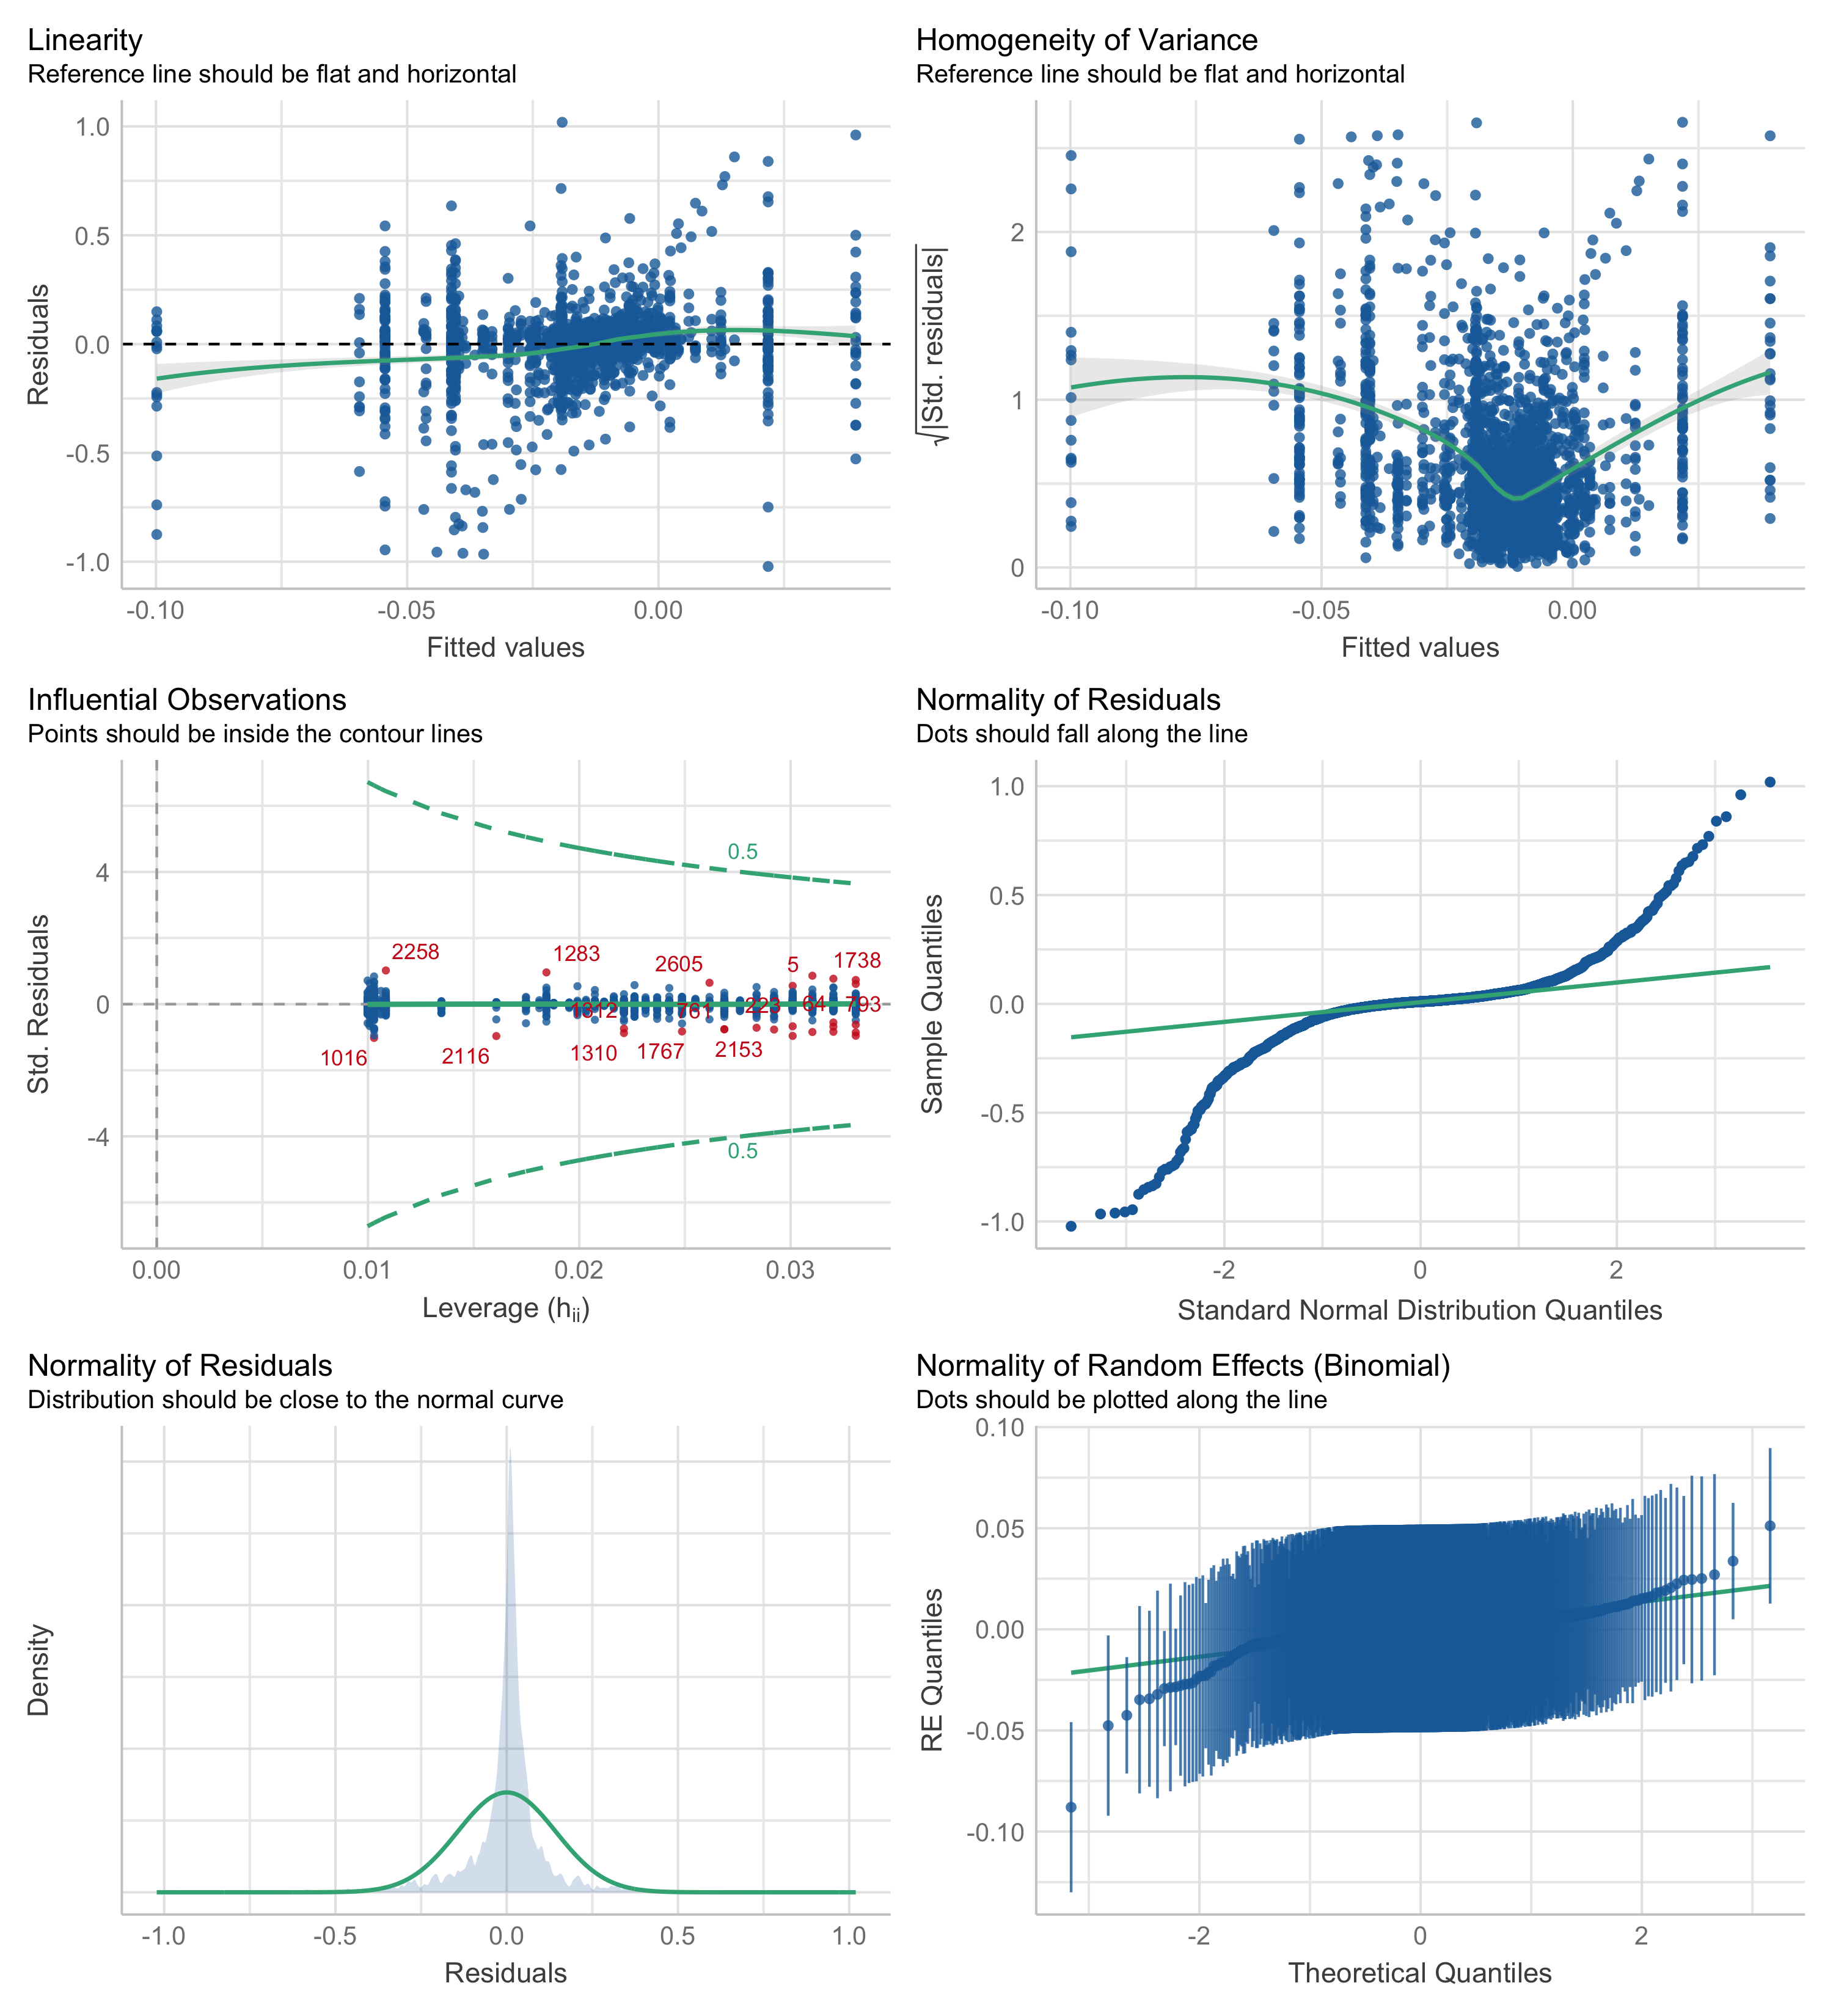 Linearity
Reference line should be flat and horizontal
1.0
0.5
0.0
-0.5
-1.0
Residuals
-0.10
-0.05
0.00
Fitted values
Homogeneity of Variance
Reference line should be flat and horizontal
2
1
0
√|Std. residuals|
-0.10
-0.05
0.00
Fitted values
Influential Observations
Points should be inside the contour lines
4
0
-4
Std. Residuals
0.5
2258
1283
2605
5
1738
1312
761
223
64
793
1016
2116
1310
1767
2153
0.5
0.00
0.01
0.02
0.03
Leverage (hii)
Normality of Residuals
Dots should fall along the line
1.0
0.5
0.0
-0.5
-1.0
Sample Quantiles
-2
0
2
Standard Normal Distribution Quantiles
Normality of Residuals
Distribution should be close to the normal curve
Density
-1.0
-0.5
0.0
0.5
1.0
Residuals
Normality of Random Effects (Binomial)
Dots should be plotted along the line
0.10
0.05
0.00
-0.05
-0.10
RE Quantiles
-2
0
2
Theoretical Quantiles